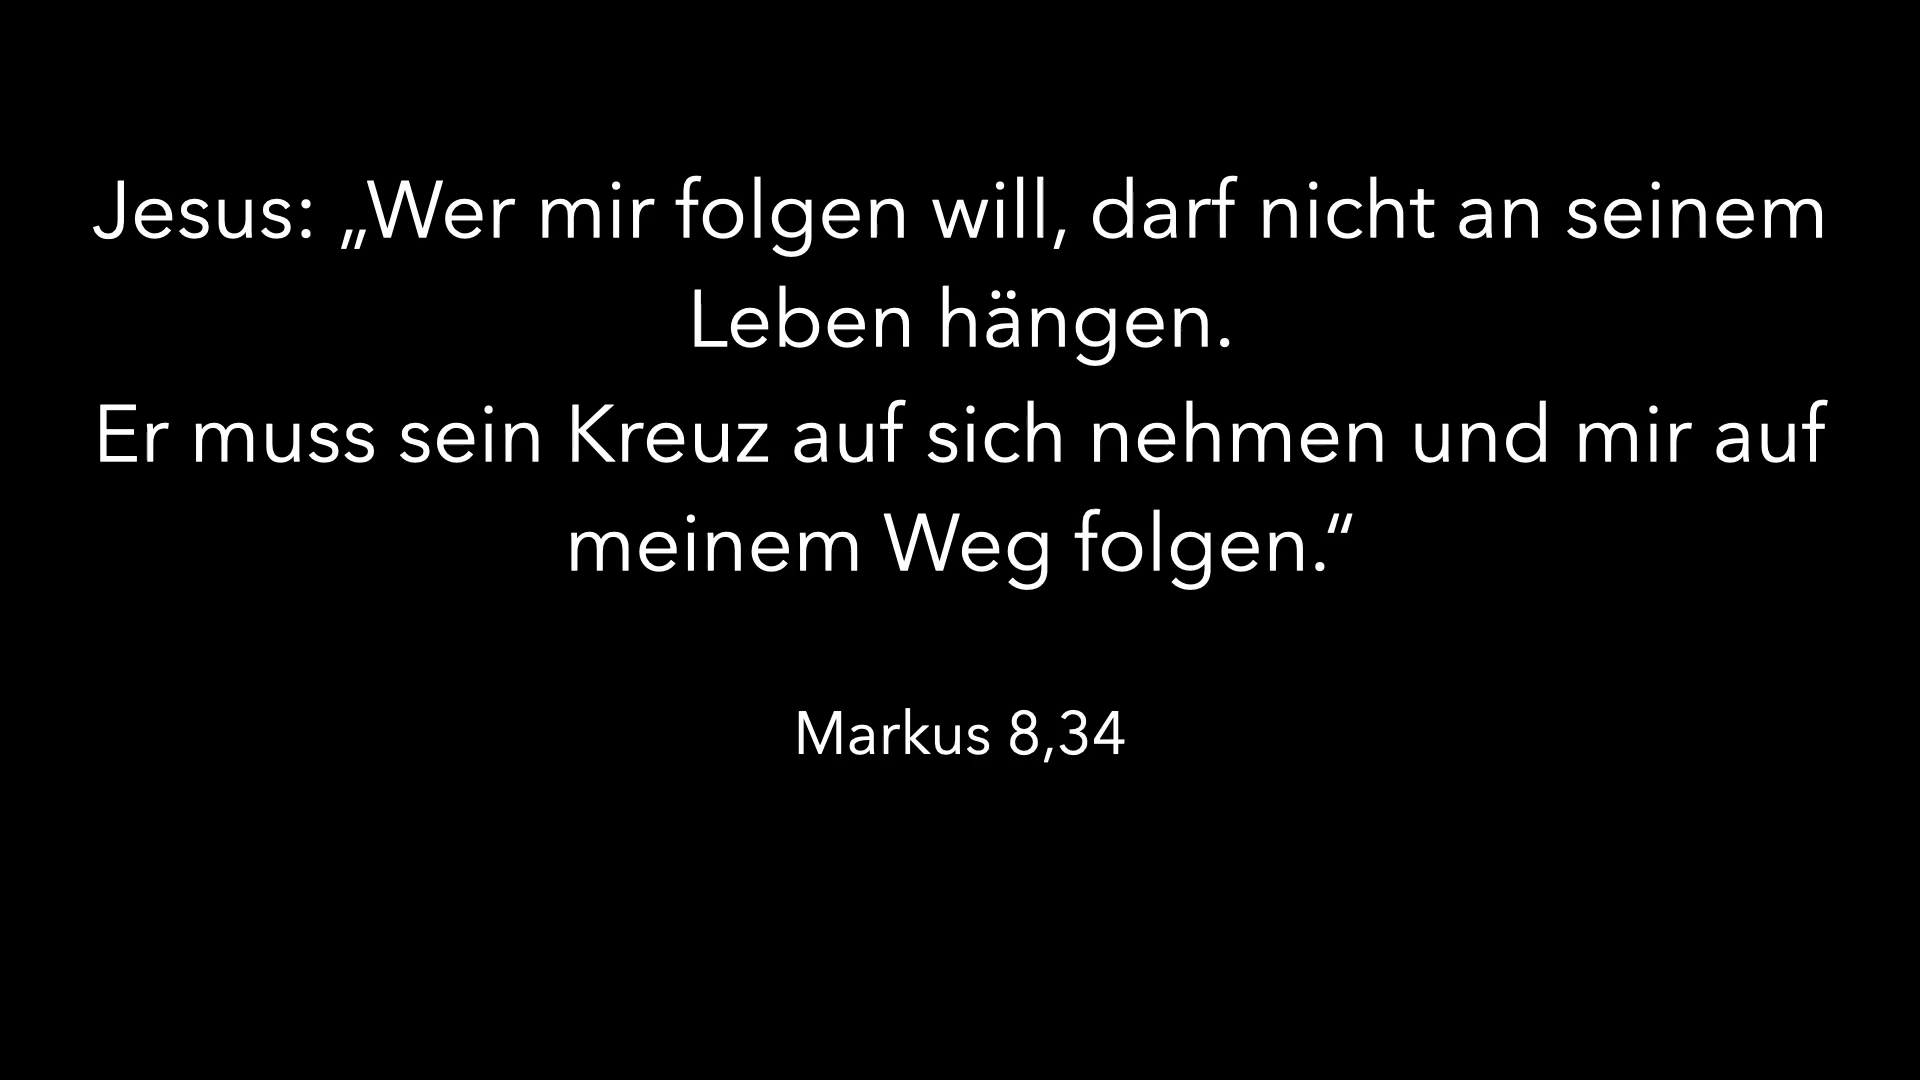 Jesus: „Wer mir folgen will, darf nicht an seinem
Leben hängen.
Er muss sein Kreuz auf sich nehmen und mir auf
meinem Weg folgen.“
Markus 8,34